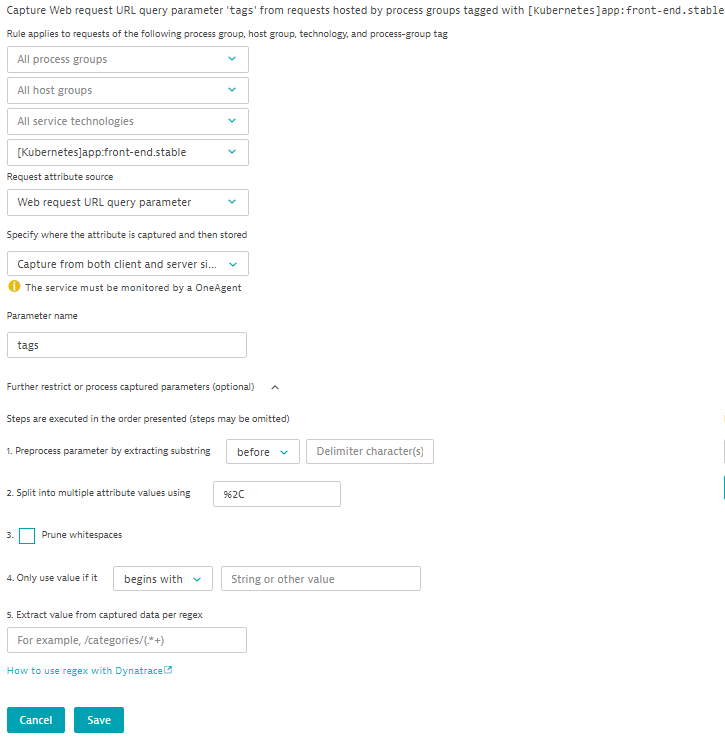 Capture Web request URL query parameter 'tags' from requests hosted by process groups tagged with [Kubernetes]app:front-end.stable
Rule applies to requests of the following process group, host group, technology, and process-group tag
All process groups
All host groups
All service technologies
[Kubernetes]app:front-end.stable
Request attribute source
Web request URL query parameter
Specify where the attribute is captured and then stored
Capture from both client and server si...
The service must be monitored by a OneAgent
Parameter name
tags
Further restrict or process captured parameters (optional)
Steps are executed in the order presented (steps may be omitted)
1. Preprocess parameter by extracting substring before Delimiter character(s)
2. Split into multiple attribute values using %2C
3. Prune whitespaces
4. Only use value if it begins with String or other value
5. Extract value from captured data per regex
For example, /categories/(.*+)
How to use regex with Dynatrace
Cancel Save